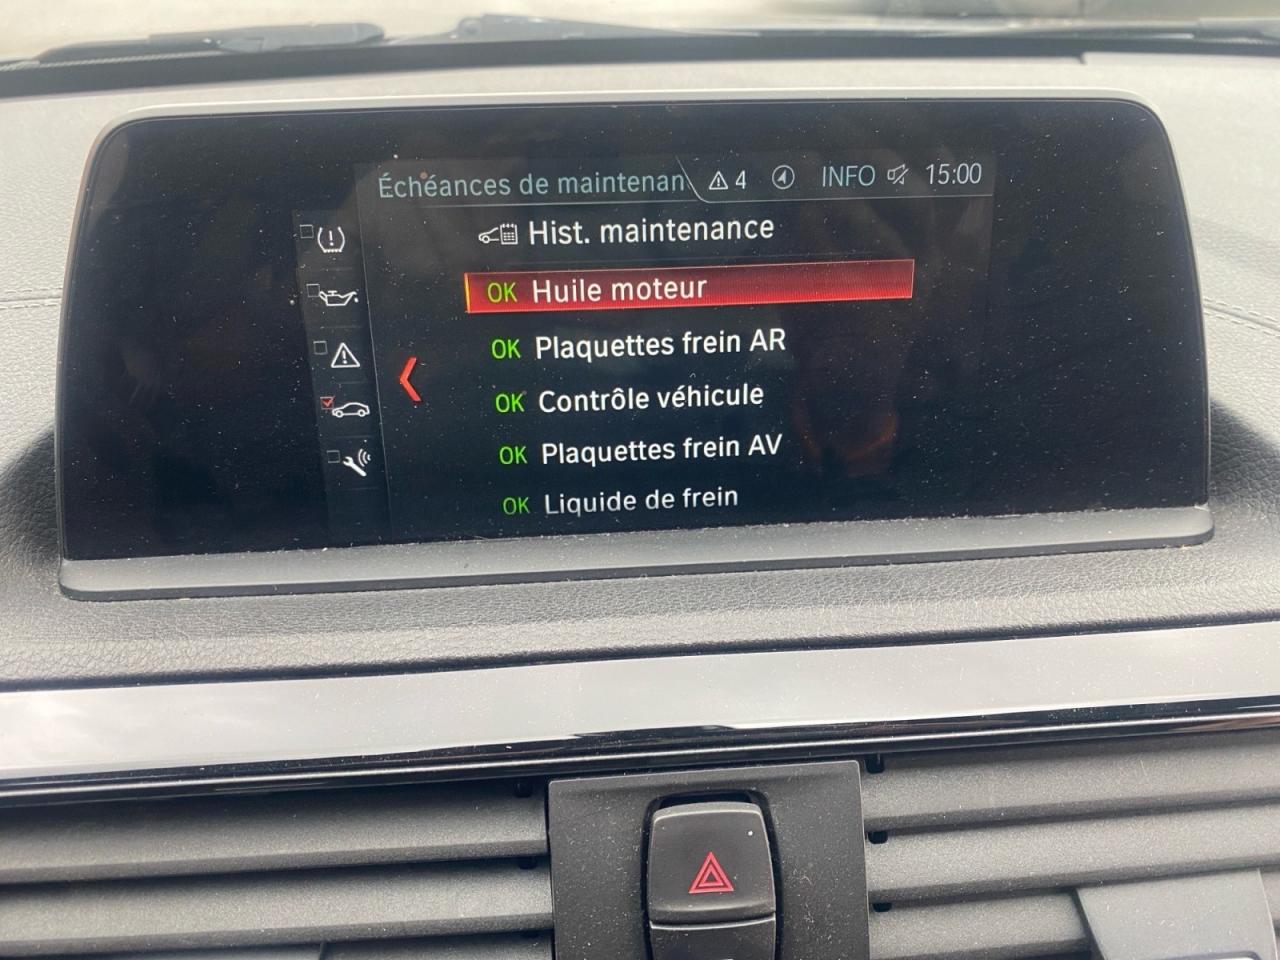 Échéances de maintenan 4 INFO 15:00
Hist. maintenance
OK Huile moteur
OK Plaquettes frein AR
OK Contrôle véhicule
OK Plaquettes frein AV
OK Liquide de frein